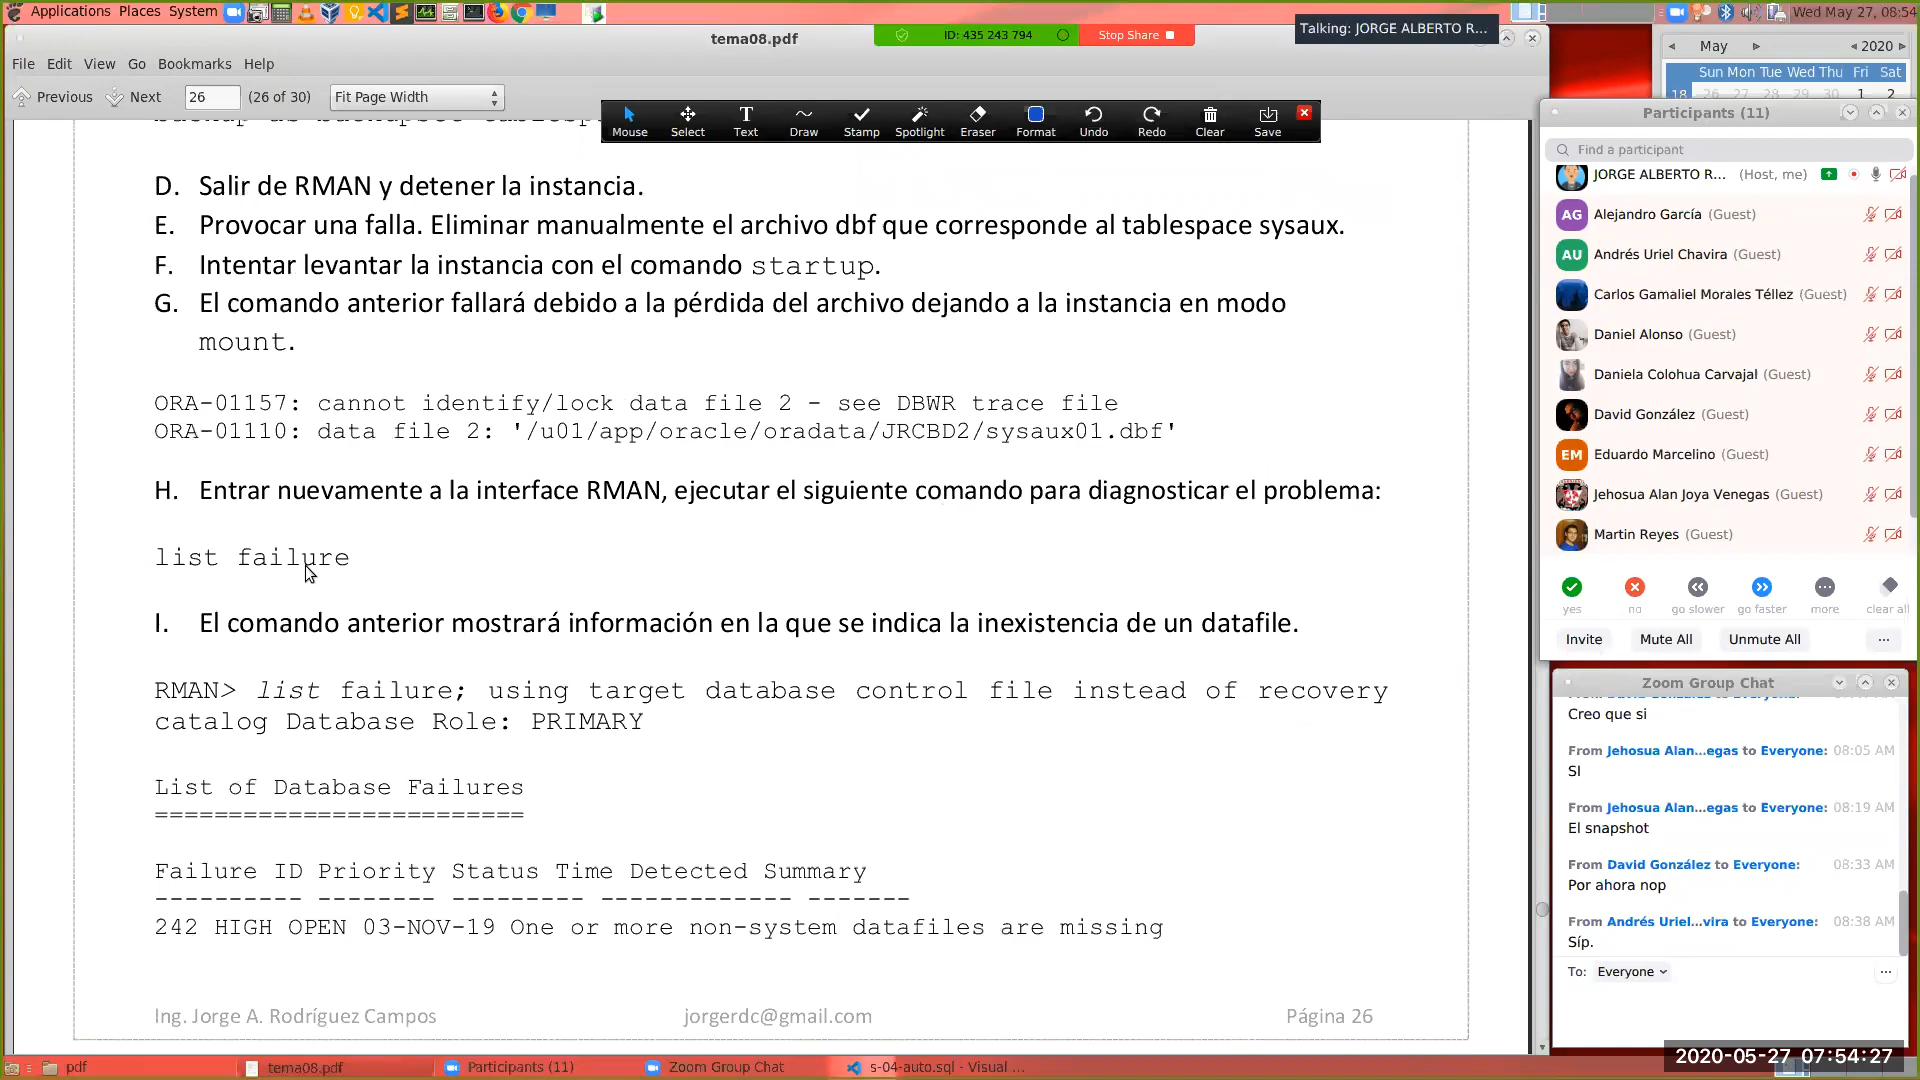 Applications Places System
Wed May 27, 08:54
tema08.pdf
ID: 435 243 794
Stop Share
Talking: JORGE ALBERTO R...
File Edit View Go Bookmarks Help
Previous Next 26 (26 of 30) Fit Page Width
Mouse Select Text Draw Stamp Spotlight Eraser Format Undo Redo Clear Save
D. Salir de RMAN y detener la instancia.
E. Provocar una falla. Eliminar manualmente el archivo dbf que corresponde al tablespace sysaux.
F. Intentar levantar la instancia con el comando startup.
G. El comando anterior fallará debido a la pérdida del archivo dejando a la instancia en modo
mount.
ORA-01157: cannot identify/lock data file 2 - see DBWR trace file
ORA-01110: data file 2: '/u01/app/oracle/oradata/JRCBD2/sysaux01.dbf'
H. Entrar nuevamente a la interface RMAN, ejecutar el siguiente comando para diagnosticar el problema:
list failure
I. El comando anterior mostrará información en la que se indica la inexistencia de un datafile.
RMAN> list failure; using target database control file instead of recovery
catalog Database Role: PRIMARY
List of Database Failures
=========================
Failure ID Priority Status Time Detected Summary
---------- -------- --------- ------------- -------
242 HIGH OPEN 03-NOV-19 One or more non-system datafiles are missing
Ing. Jorge A. Rodríguez Campos jorgerdc@gmail.com Página 26
May 2020
Sun Mon Tue Wed Thu Fri Sat
18 26 27 28 29 30 1 2
Participants (11)
Find a participant
JORGE ALBERTO R... (Host, me)
AG Alejandro García (Guest)
AU Andrés Uriel Chavira (Guest)
Carlos Gamaliel Morales Téllez (Guest)
Daniel Alonso (Guest)
Daniela Colohua Carvajal (Guest)
David González (Guest)
EM Eduardo Marcelino (Guest)
Jehosua Alan Joya Venegas (Guest)
Martin Reyes (Guest)
yes no go slower go faster more clear all
Invite Mute All Unmute All ...
Zoom Group Chat
Creo que si
From Jehosua Alan...egas to Everyone: 08:05 AM
SI
From Jehosua Alan...egas to Everyone: 08:19 AM
El snapshot
From David González to Everyone: 08:33 AM
Por ahora nop
From Andrés Uriel...vira to Everyone: 08:38 AM
Síp.
To: Everyone ...
pdf tema08.pdf Participants (11) Zoom Group Chat s-04-auto.sql - Visual ...
2020-05-27 07:54:27